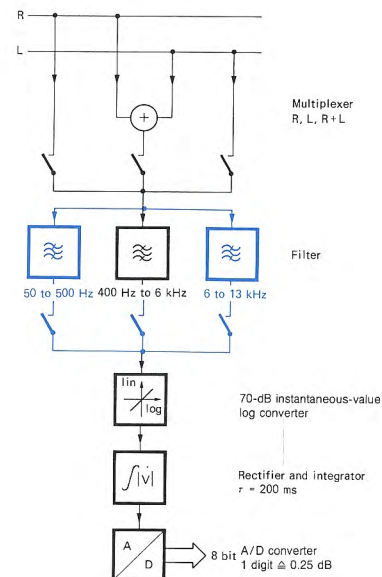 R
L
+
Multiplexer
R, L, R+L
Filter
50 to 500 Hz 400 Hz to 6 kHz 6 to 13 kHz
lin
log
70-dB instantaneous-value
log converter
∫|v|
Rectifier and integrator
τ = 200 ms
A
D
8 bit
A/D converter
1 digit ≙ 0.25 dB